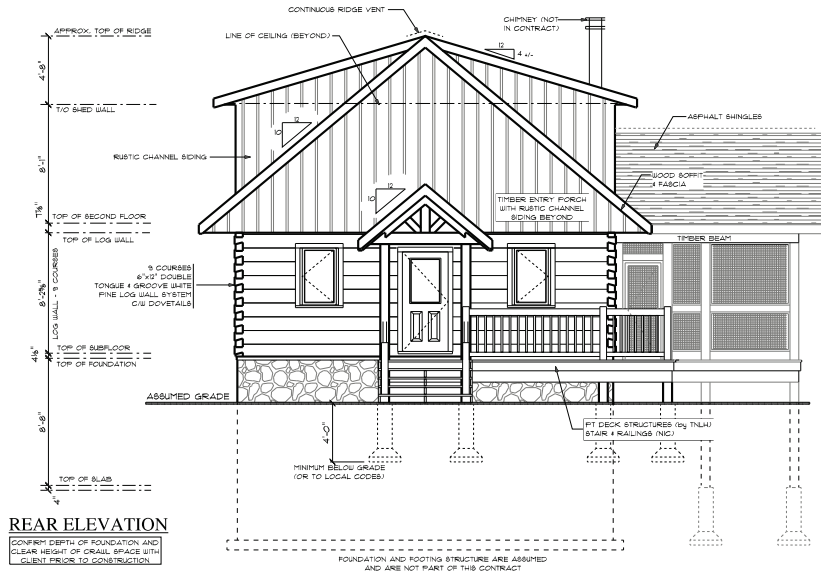 CONTINUOUS RIDGE VENT
CHIMNEY (NOT
IN CONTRACT)
APPROX. TOP OF RIDGE
LINE OF CEILING (BEYOND)
12
4 +/-
4'-8"
T/O SHED WALL
12
10
ASPHALT SHINGLES
8'-1"
RUSTIC CHANNEL SIDING
WOOD SOFFIT
& FASCIA
12
10
TIMBER ENTRY PORCH
WITH RUSTIC CHANNEL
SIDING BEYOND
TOP OF SECOND FLOOR
TOP OF LOG WALL
TIMBER BEAM
LOG WALL - 9 COURSES
9 COURSES
6"x12" DOUBLE
TONGUE & GROOVE WHITE
PINE LOG WALL SYSTEM
C/W DOVETAILS
TOP OF SUBFLOOR
TOP OF FOUNDATION
ASSUMED GRADE
8'-8"
4'-0"
PT DECK STRUCTURES (by TNLH)
STAIR & RAILINGS (NIC)
MINIMUM BELOW GRADE
(OR TO LOCAL CODES)
TOP OF SLAB
4"
REAR ELEVATION
CONFIRM DEPTH OF FOUNDATION AND
CLEAR HEIGHT OF CRAWL SPACE WITH
CLIENT PRIOR TO CONSTRUCTION
FOUNDATION AND FOOTING STRUCTURE ARE ASSUMED
AND ARE NOT PART OF THIS CONTRACT